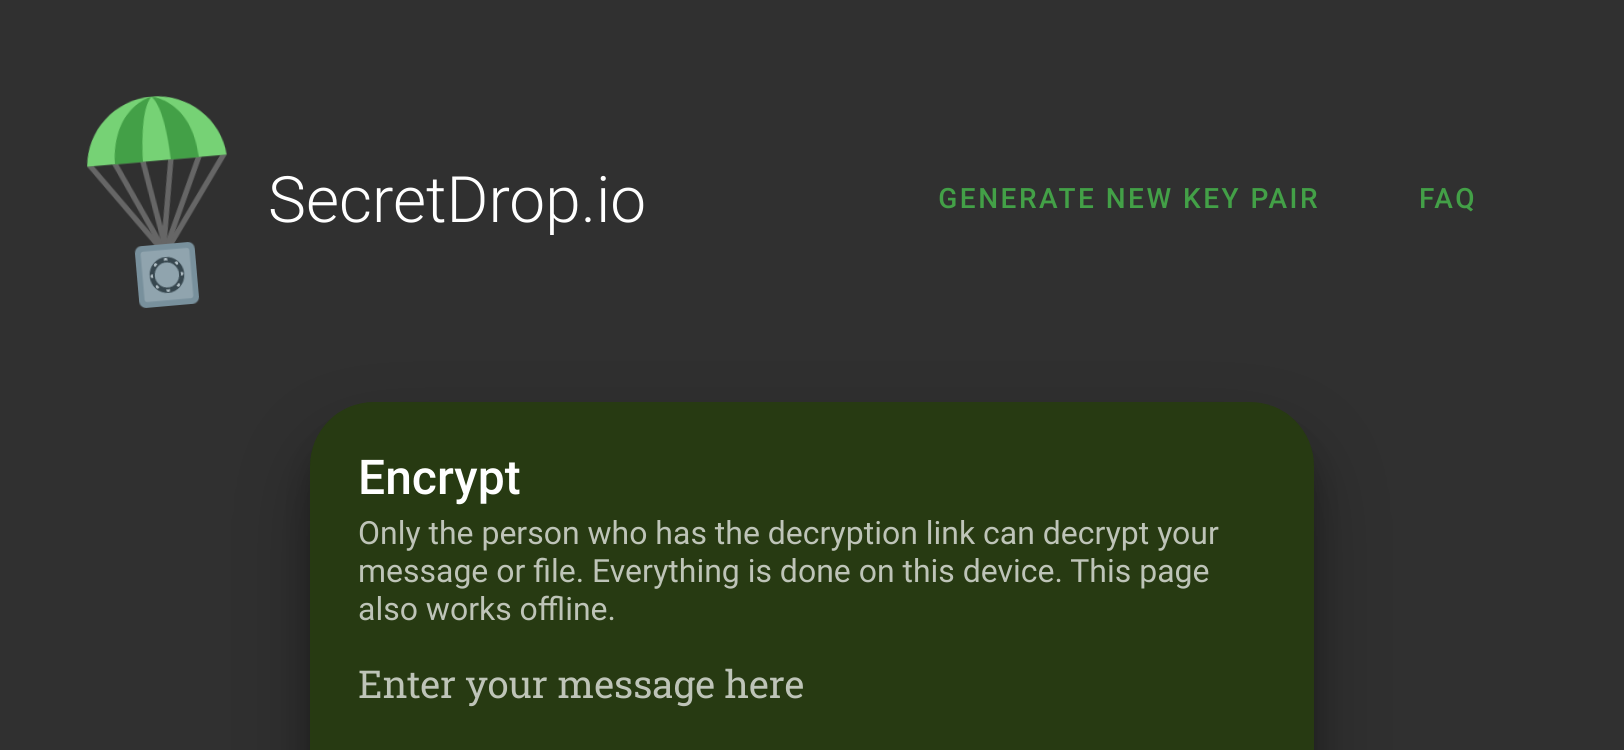 SecretDrop.io
GENERATE NEW KEY PAIR
FAQ
Encrypt
Only the person who has the decryption link can decrypt your
message or file. Everything is done on this device. This page
also works offline.
Enter your message here